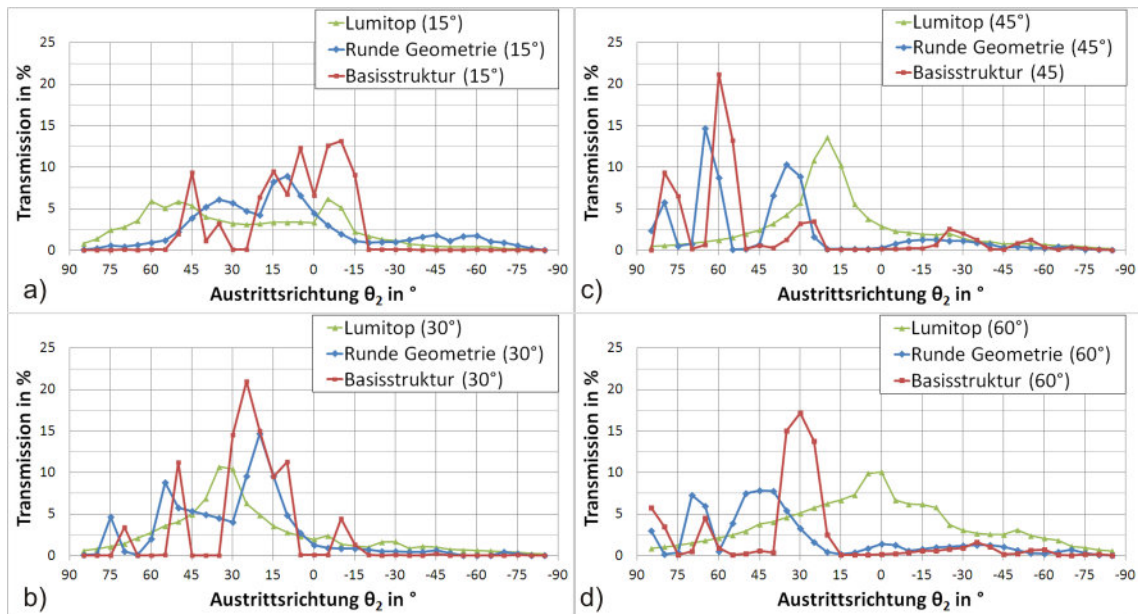 Lumitop (15°)
Runde Geometrie (15°)
Basisstruktur (15°)
Transmission in %
25
20
15
10
5
0
90 75 60 45 30 15 0 -15 -30 -45 -60 -75 -90
a)
Austrittsrichtung θ₂ in °
Lumitop (30°)
Runde Geometrie (30°)
Basisstruktur (30°)
Transmission in %
25
20
15
10
5
0
90 75 60 45 30 15 0 -15 -30 -45 -60 -75 -90
b)
Austrittsrichtung θ₂ in °
Lumitop (45°)
Runde Geometrie (45°)
Basisstruktur (45)
Transmission in %
25
20
15
10
5
0
90 75 60 45 30 15 0 -15 -30 -45 -60 -75 -90
c)
Austrittsrichtung θ₂ in °
Lumitop (60°)
Runde Geometrie (60°)
Basisstruktur (60°)
Transmission in %
25
20
15
10
5
0
90 75 60 45 30 15 0 -15 -30 -45 -60 -75 -90
d)
Austrittsrichtung θ₂ in °